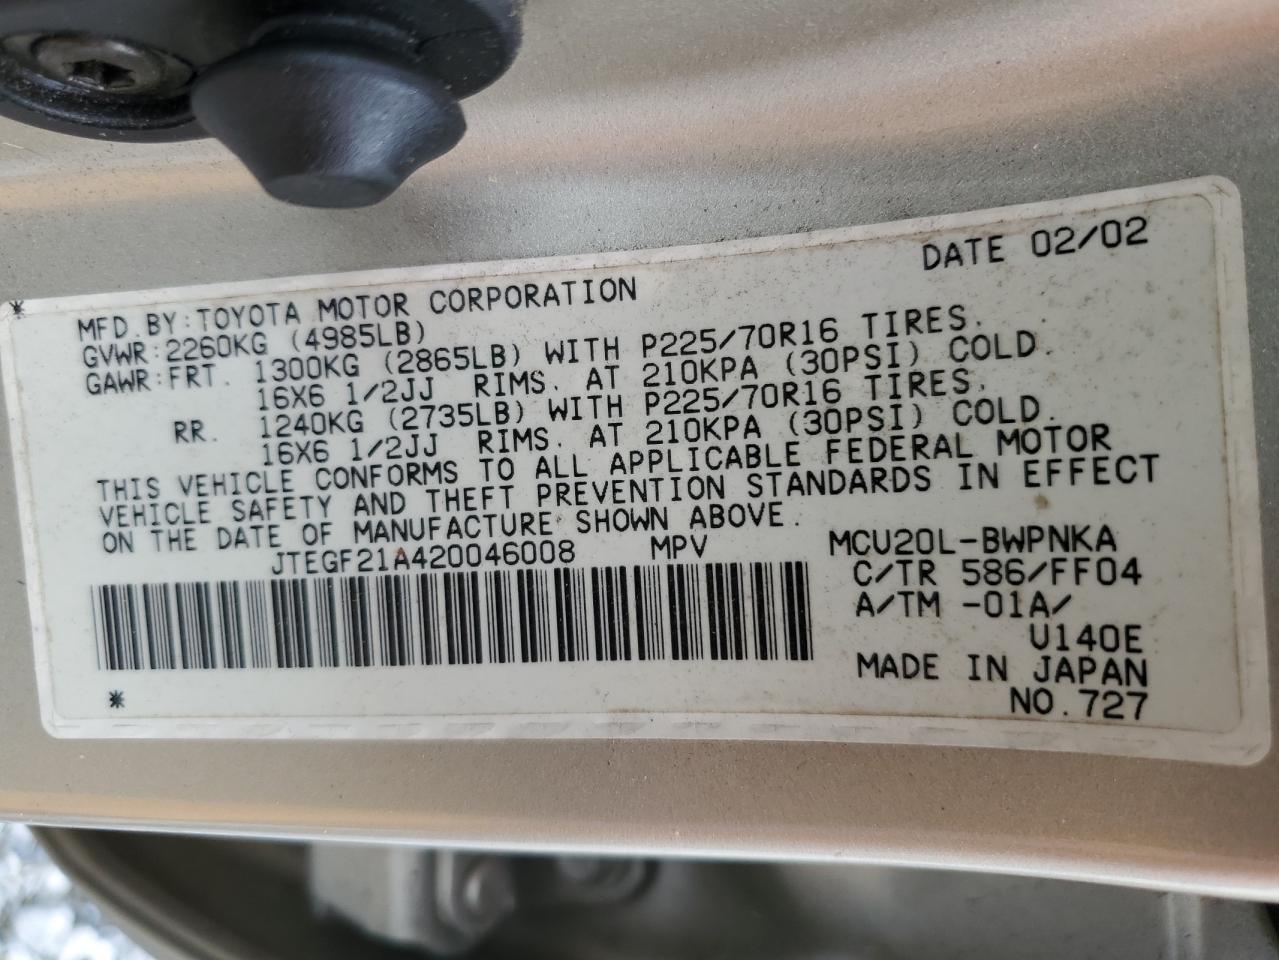 DATE 02/02
MFD. BY: TOYOTA MOTOR CORPORATION
GVWR: 2260KG (4985LB)
GAWR: FRT. 1300KG (2865LB) WITH P225/70R16 TIRES.
16X6 1/2JJ RIMS. AT 210KPA (30PSI) COLD.
RR. 1240KG (2735LB) WITH P225/70R16 TIRES.
16X6 1/2JJ RIMS. AT 210KPA (30PSI) COLD.
THIS VEHICLE CONFORMS TO ALL APPLICABLE FEDERAL MOTOR
VEHICLE SAFETY AND THEFT PREVENTION STANDARDS IN EFFECT
ON THE DATE OF MANUFACTURE SHOWN ABOVE.
JTEGF21A420046008 MPV MCU20L-BWPNKA
C/TR 586/FF04
A/TM -01A/
U140E
MADE IN JAPAN
NO. 727